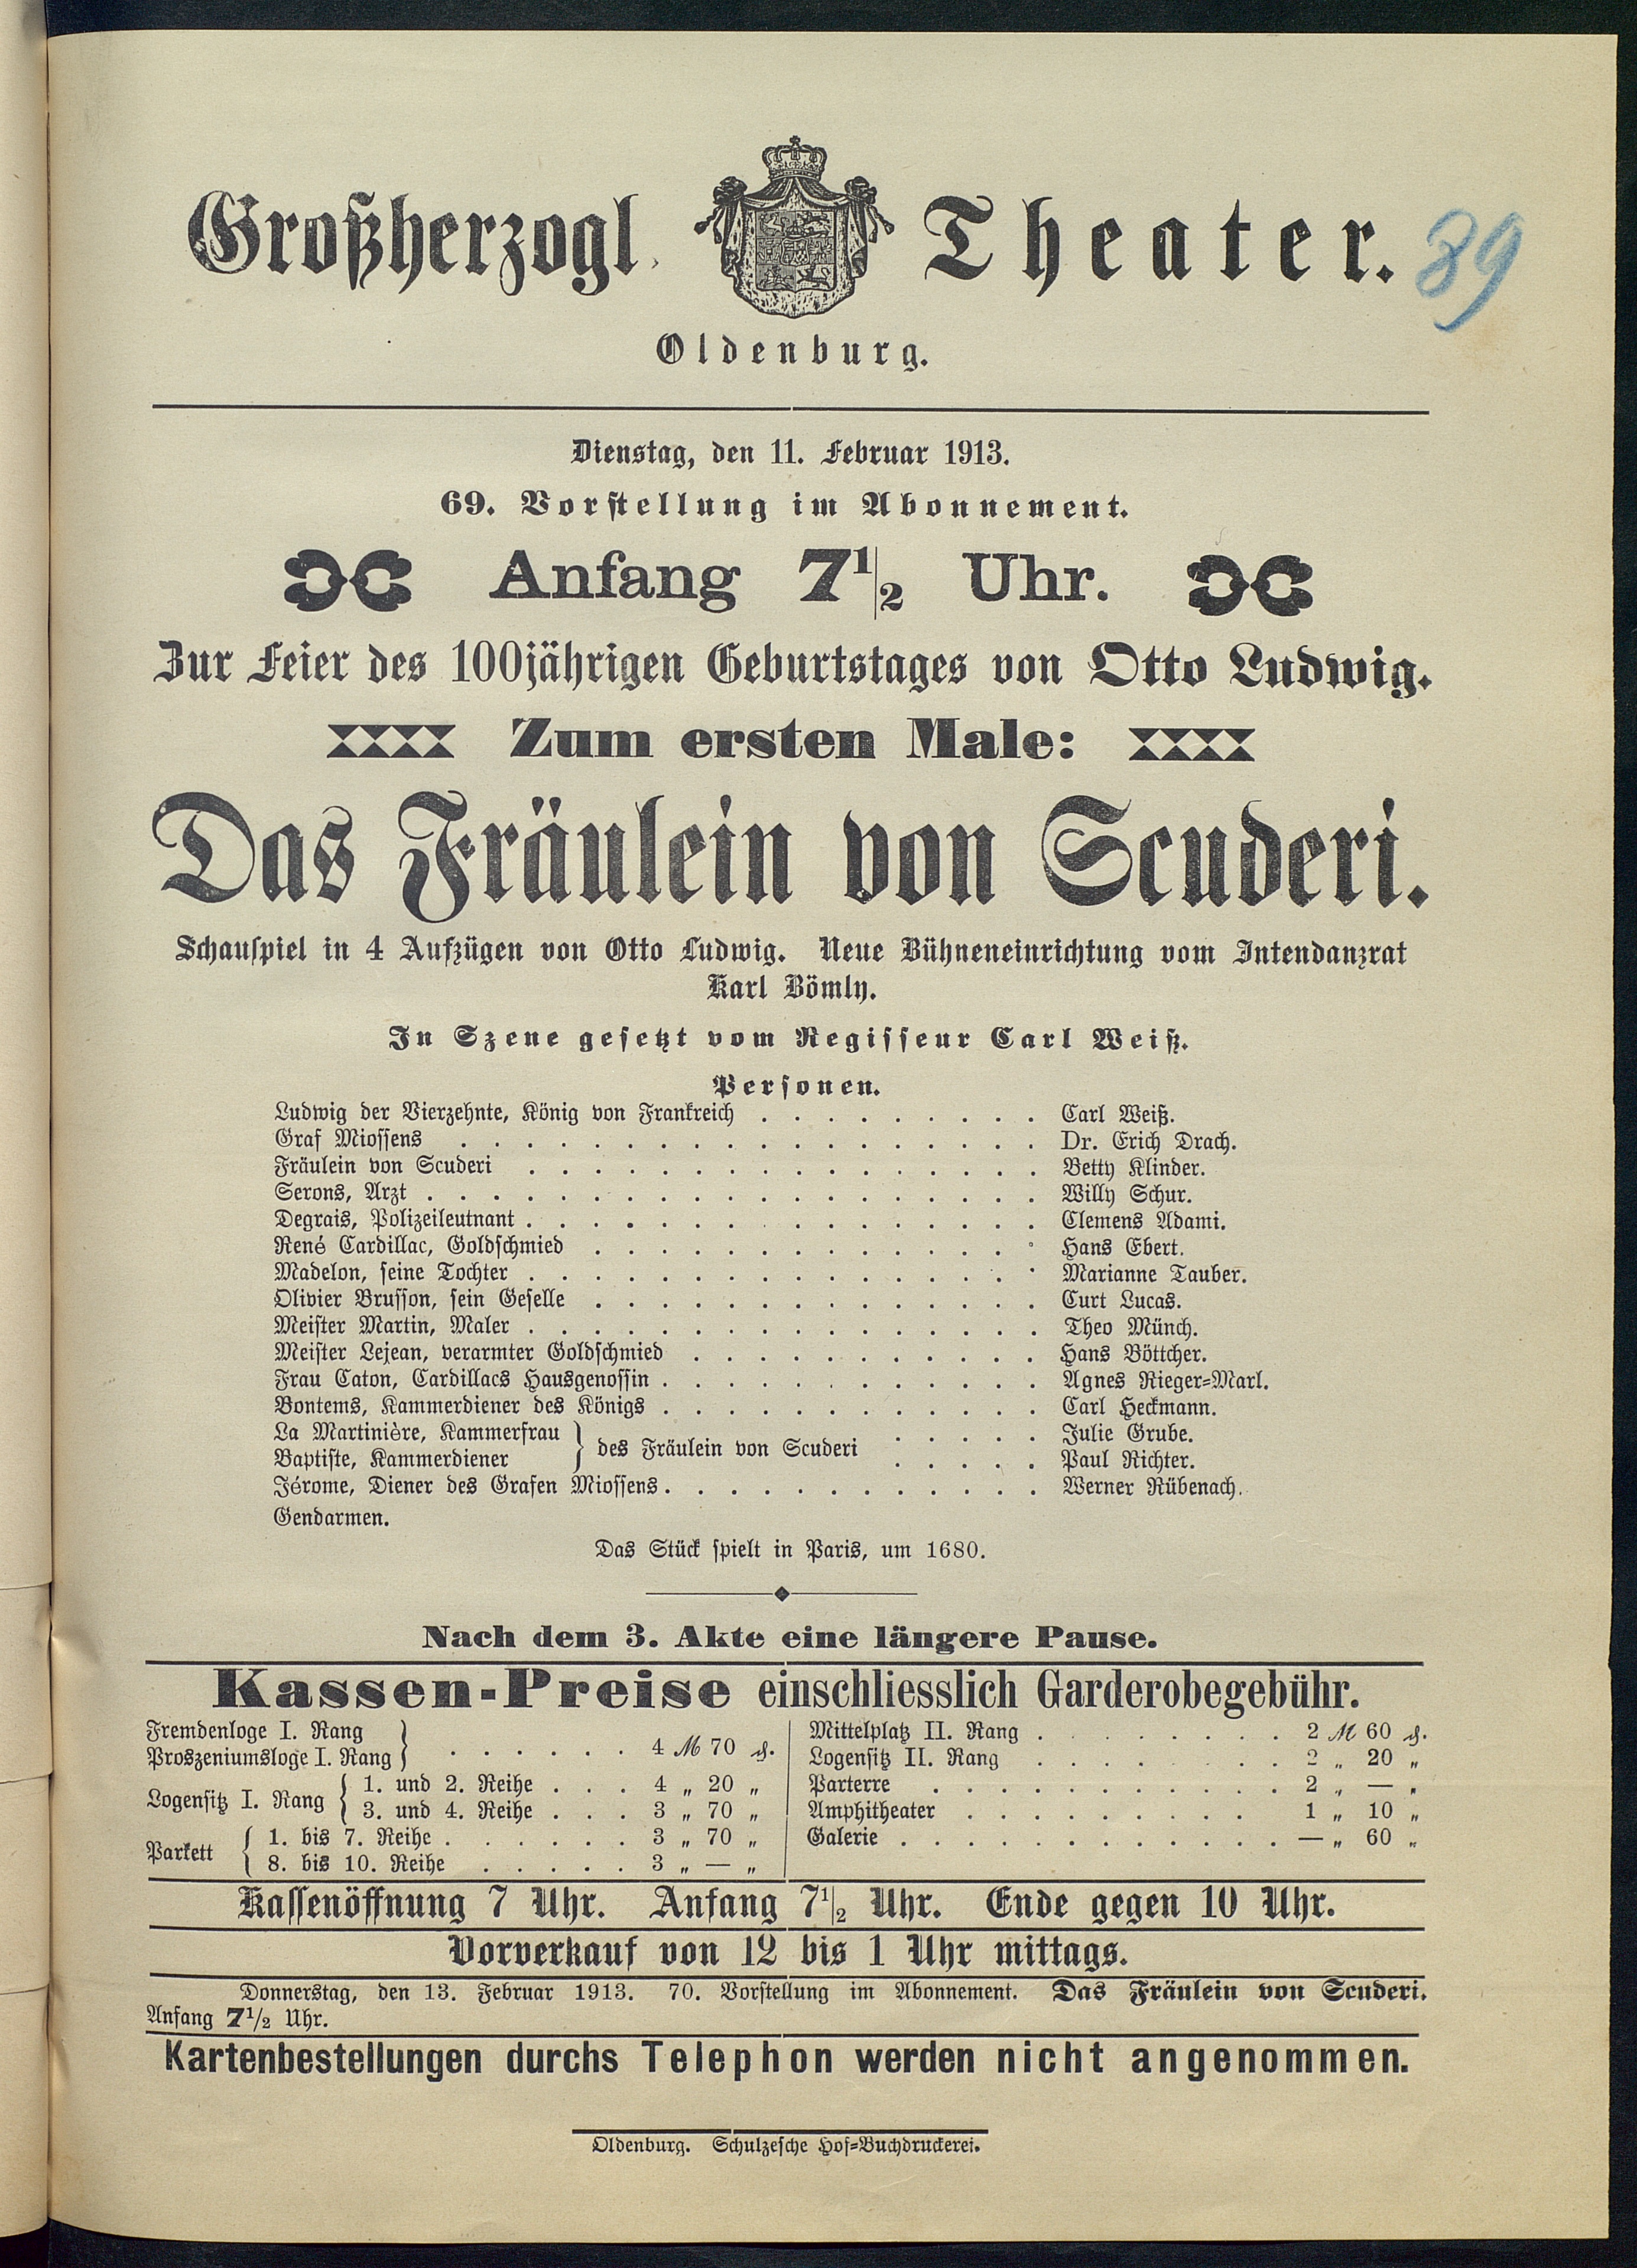 Großherzogl. Theater.
89
Oldenburg.
Dienstag, den 11. Februar 1913.
69. Vorstellung im Abonnement.
Anfang 7 1/2 Uhr.
Zur Feier des 100jährigen Geburtstages von Otto Ludwig.
Zum ersten Male:
Das Fräulein von Scuderi.
Schauspiel in 4 Aufzügen von Otto Ludwig. Neue Bühneneinrichtung vom Intendanzrat
Karl Bömly.
In Szene gesetzt vom Regisseur Carl Weiß.
Personen.
Ludwig der Vierzehnte, König von Frankreich . . . . . . . . . Carl Weiß.
Graf Miossens . . . . . . . . . Dr. Erich Drach.
Fräulein von Scuderi . . . . . . . . . Betty Klinder.
Serons, Arzt . . . . . . . . . Willy Schur.
Degrais, Polizeileutnant . . . . . . . . . Clemens Adami.
René Cardillac, Goldschmied . . . . . . . . . Hans Ebert.
Madelon, seine Tochter . . . . . . . . . Marianne Tauber.
Olivier Brusson, sein Geselle . . . . . . . . . Curt Lucas.
Meister Martin, Maler . . . . . . . . . Theo Münch.
Meister Lejean, verarmter Goldschmied . . . . . . . . . Hans Böttcher.
Frau Caton, Cardillacs Hausgenossin . . . . . . . . . Agnes Rieger-Marl.
Bontems, Kammerdiener des Königs . . . . . . . . . Carl Heckmann.
La Martinière, Kammerfrau } des Fräulein von Scuderi . . . . . Julie Grube.
Baptiste, Kammerdiener . . . . . Paul Richter.
Jérome, Diener des Grafen Miossens . . . . . . . . . Werner Rübenach.
Gendarmen.
Das Stück spielt in Paris, um 1680.
Nach dem 3. Akte eine längere Pause.
Kassen-Preise einschliesslich Garderobegebühr.
Fremdenloge I. Rang
Proszeniumsloge I. Rang } . . . . . . 4 M 70 ₰.
Logensitz I. Rang { 1. und 2. Reihe . . . 4 „ 20 „
3. und 4. Reihe . . . 3 „ 70 „
Parkett { 1. bis 7. Reihe . . . . . . 3 „ 70 „
8. bis 10. Reihe . . . . . 3 „ — „
Mittelplatz II. Rang . . . . . . . . 2 M 60 ₰.
Logensitz II. Rang . . . . . . . . 2 „ 20 „
Parterre . . . . . . . . . . 2 „ — „
Amphitheater . . . . . . . . . 1 „ 10 „
Galerie . . . . . . . . . . . — „ 60 „
Kassenöffnung 7 Uhr. Anfang 7 1/2 Uhr. Ende gegen 10 Uhr.
Vorverkauf von 12 bis 1 Uhr mittags.
Donnerstag, den 13. Februar 1913. 70. Vorstellung im Abonnement. Das Fräulein von Scuderi.
Anfang 7 1/2 Uhr.
Kartenbestellungen durchs Telephon werden nicht angenommen.
Oldenburg. Schulzesche Hof-Buchdruckerei.